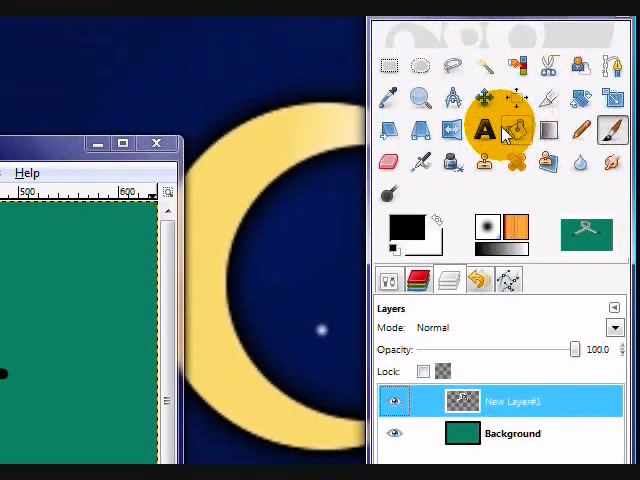 Help
500
600
A
Layers
Mode: Normal
Opacity: 100.0
Lock:
New Layer#1
Background